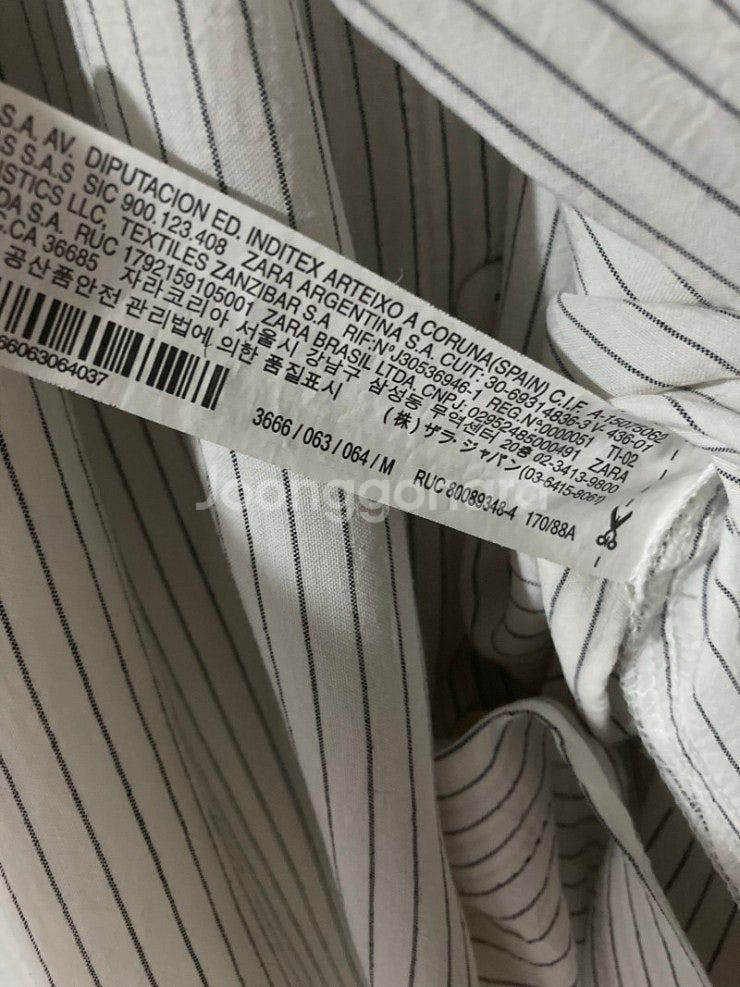 S.A. AV. DIPUTACION ED. INDITEX ARTEIXO A CORUNA(SPAIN) C.I.F. A-15075062
S S.A.S SIC 900.123.408 ZARA ARGENTINA S.A. CUIT: 30-69314836-3 V-436-01
ISTICS LLC, TEXTILES ZANZIBAR S.A RIF:Nº J30536946-1 REG.Nº0000051 TI-02
DA S.A. RUC 1792159105001 ZARA BRASIL LTDA, CNPJ. 02952485000491 ZARA
S.CA 36685 자라코리아 서울시 강남구 삼성동 무역센터 20층 02-3413-9800
공산품안전 관리법에 의한 품질표시 (株) ザラ・ジャパン(03-6415-8061)
66063064037
3666/063/064/M RUC 80089348-4 170/88A
Joonggonara